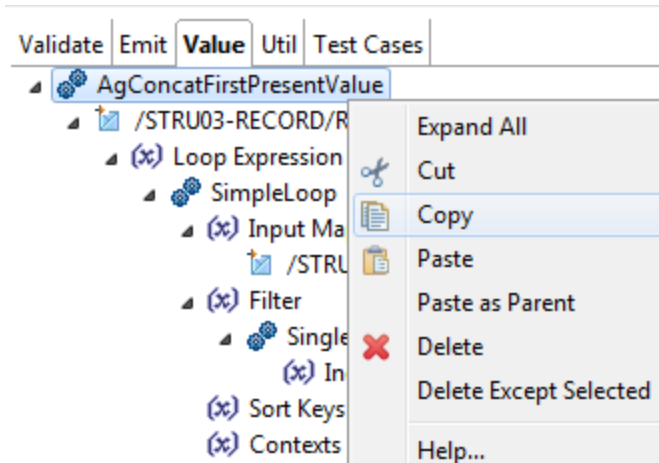 Validate Emit Value Util Test Cases
AgConcatFirstPresentValue
/STRU03-RECORD/R
Expand All
(x) Loop Expression
Cut
SimpleLoop
Copy
(x) Input Ma
Paste
/STRU
(x) Filter
Paste as Parent
Single
Delete
(x) In
Delete Except Selected
(x) Sort Keys
(x) Contexts
Help...